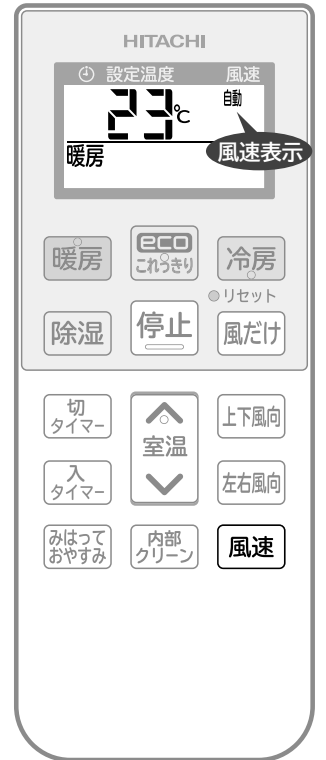 HITACHI
設定温度 風速
23℃ 自動
暖房
風速表示
暖房 eco これっきり 冷房
リセット
除湿 停止 風だけ
切タイマー 室温 上下風向
入タイマー 左右風向
みはっておやすみ 内部クリーン 風速